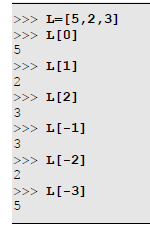 >>> L=[5,2,3]
>>> L[0]
5
>>> L[1]
2
>>> L[2]
3
>>> L[-1]
3
>>> L[-2]
2
>>> L[-3]
5